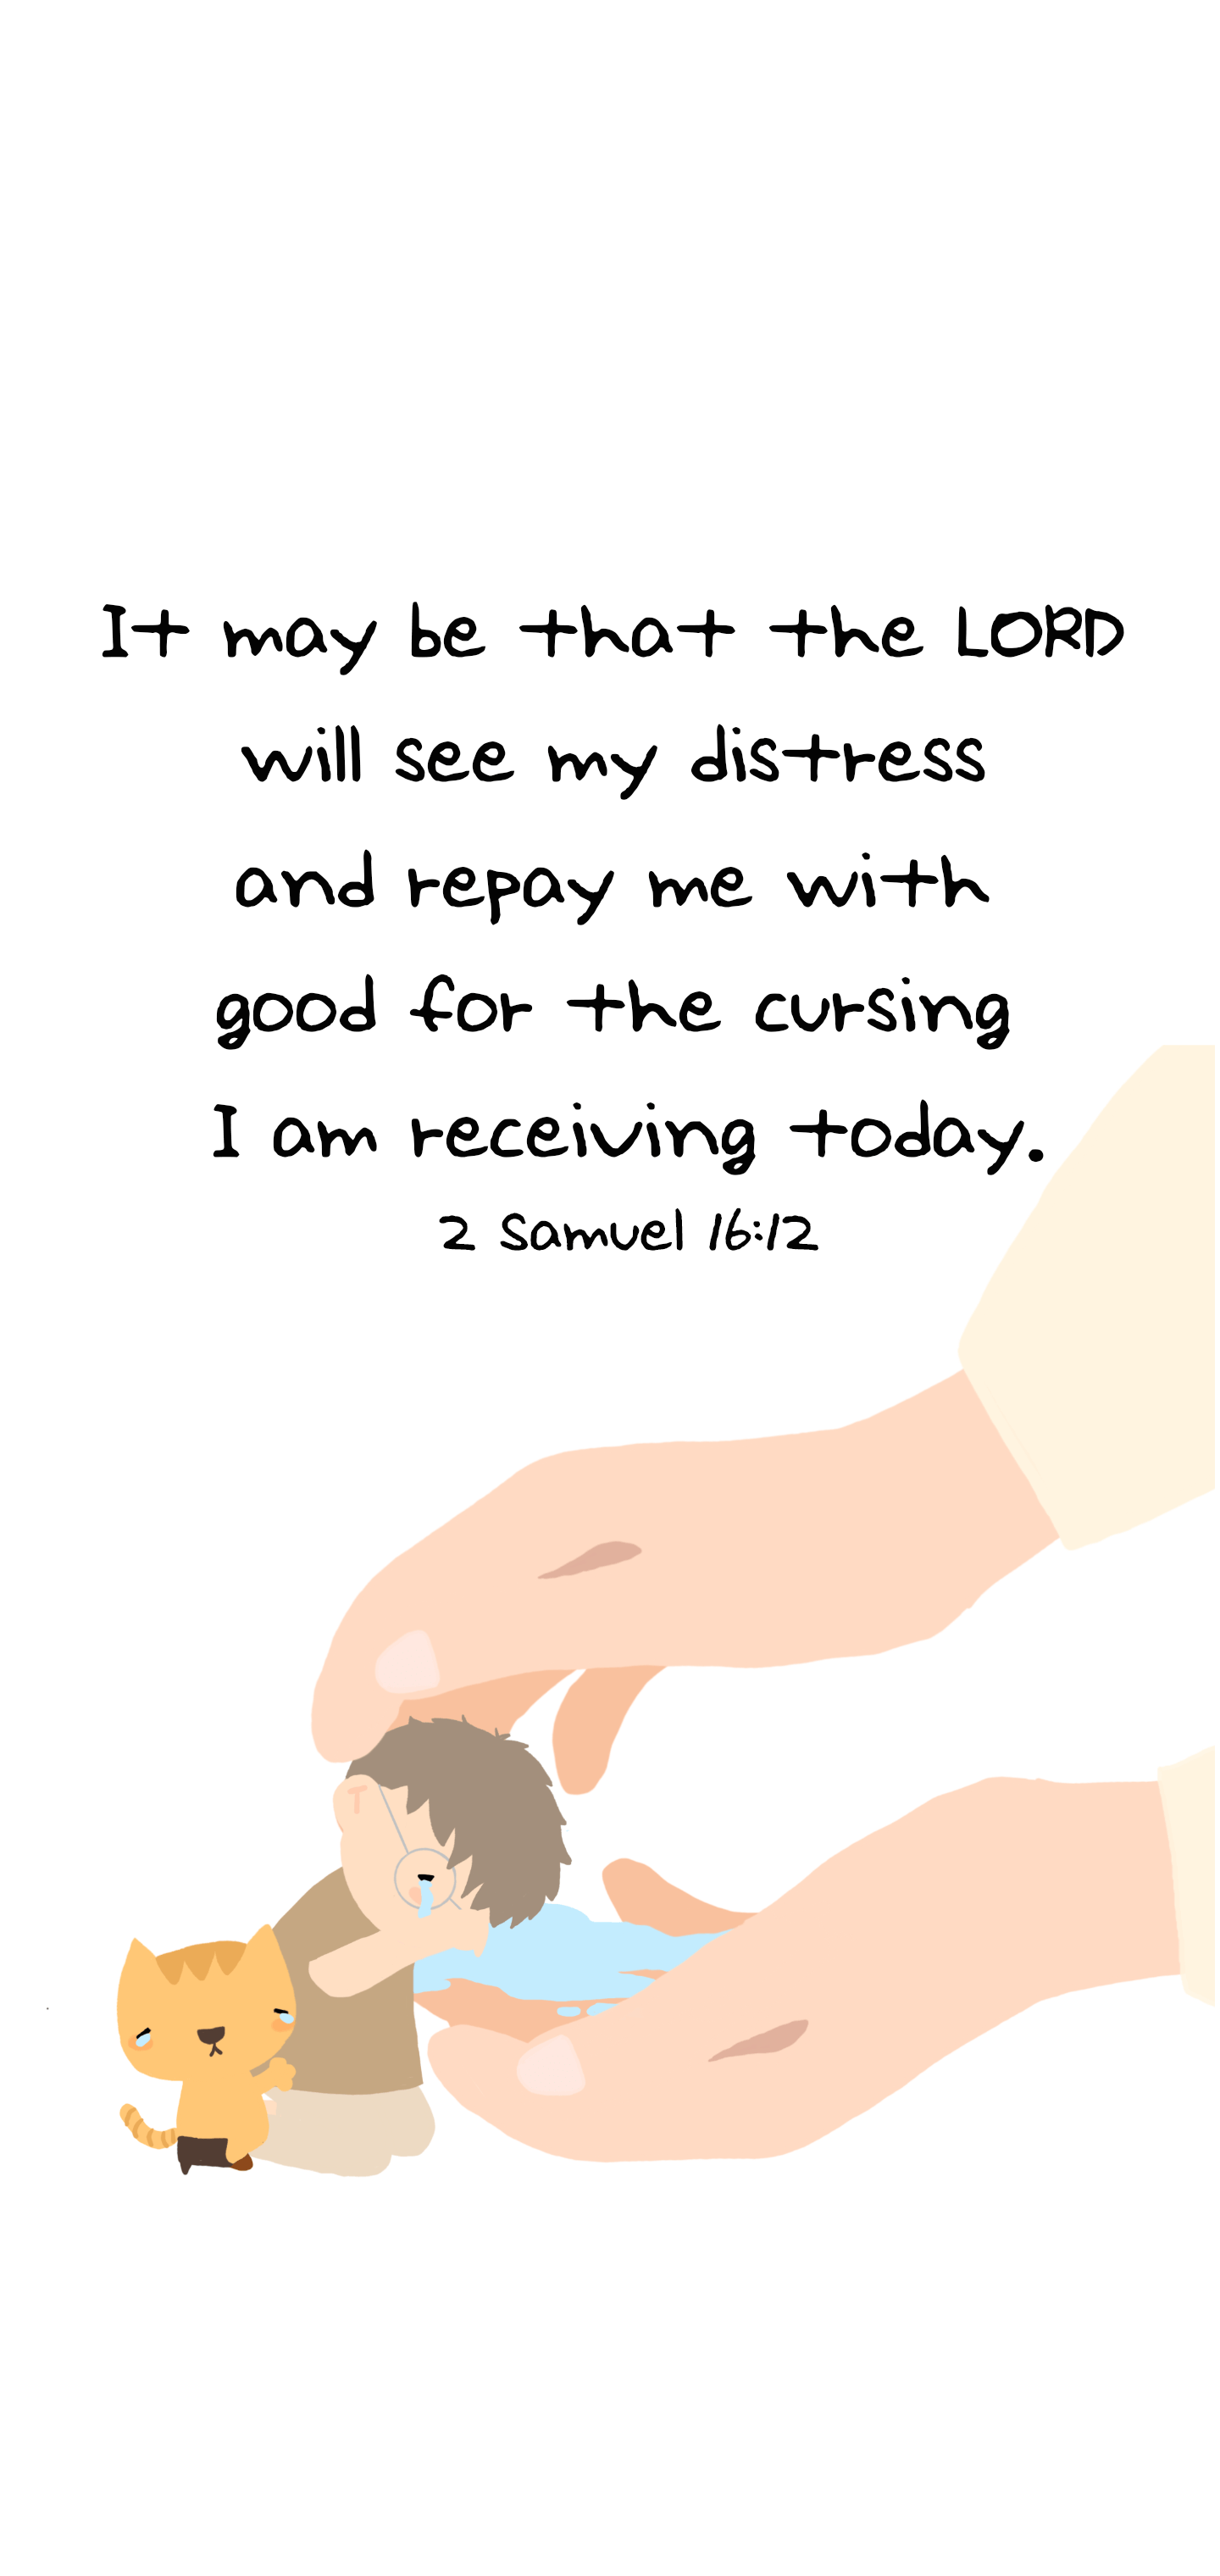 It may be that the LORD
will see my distress
and repay me with
good for the cursing
I am receiving today.
2 Samuel 16:12